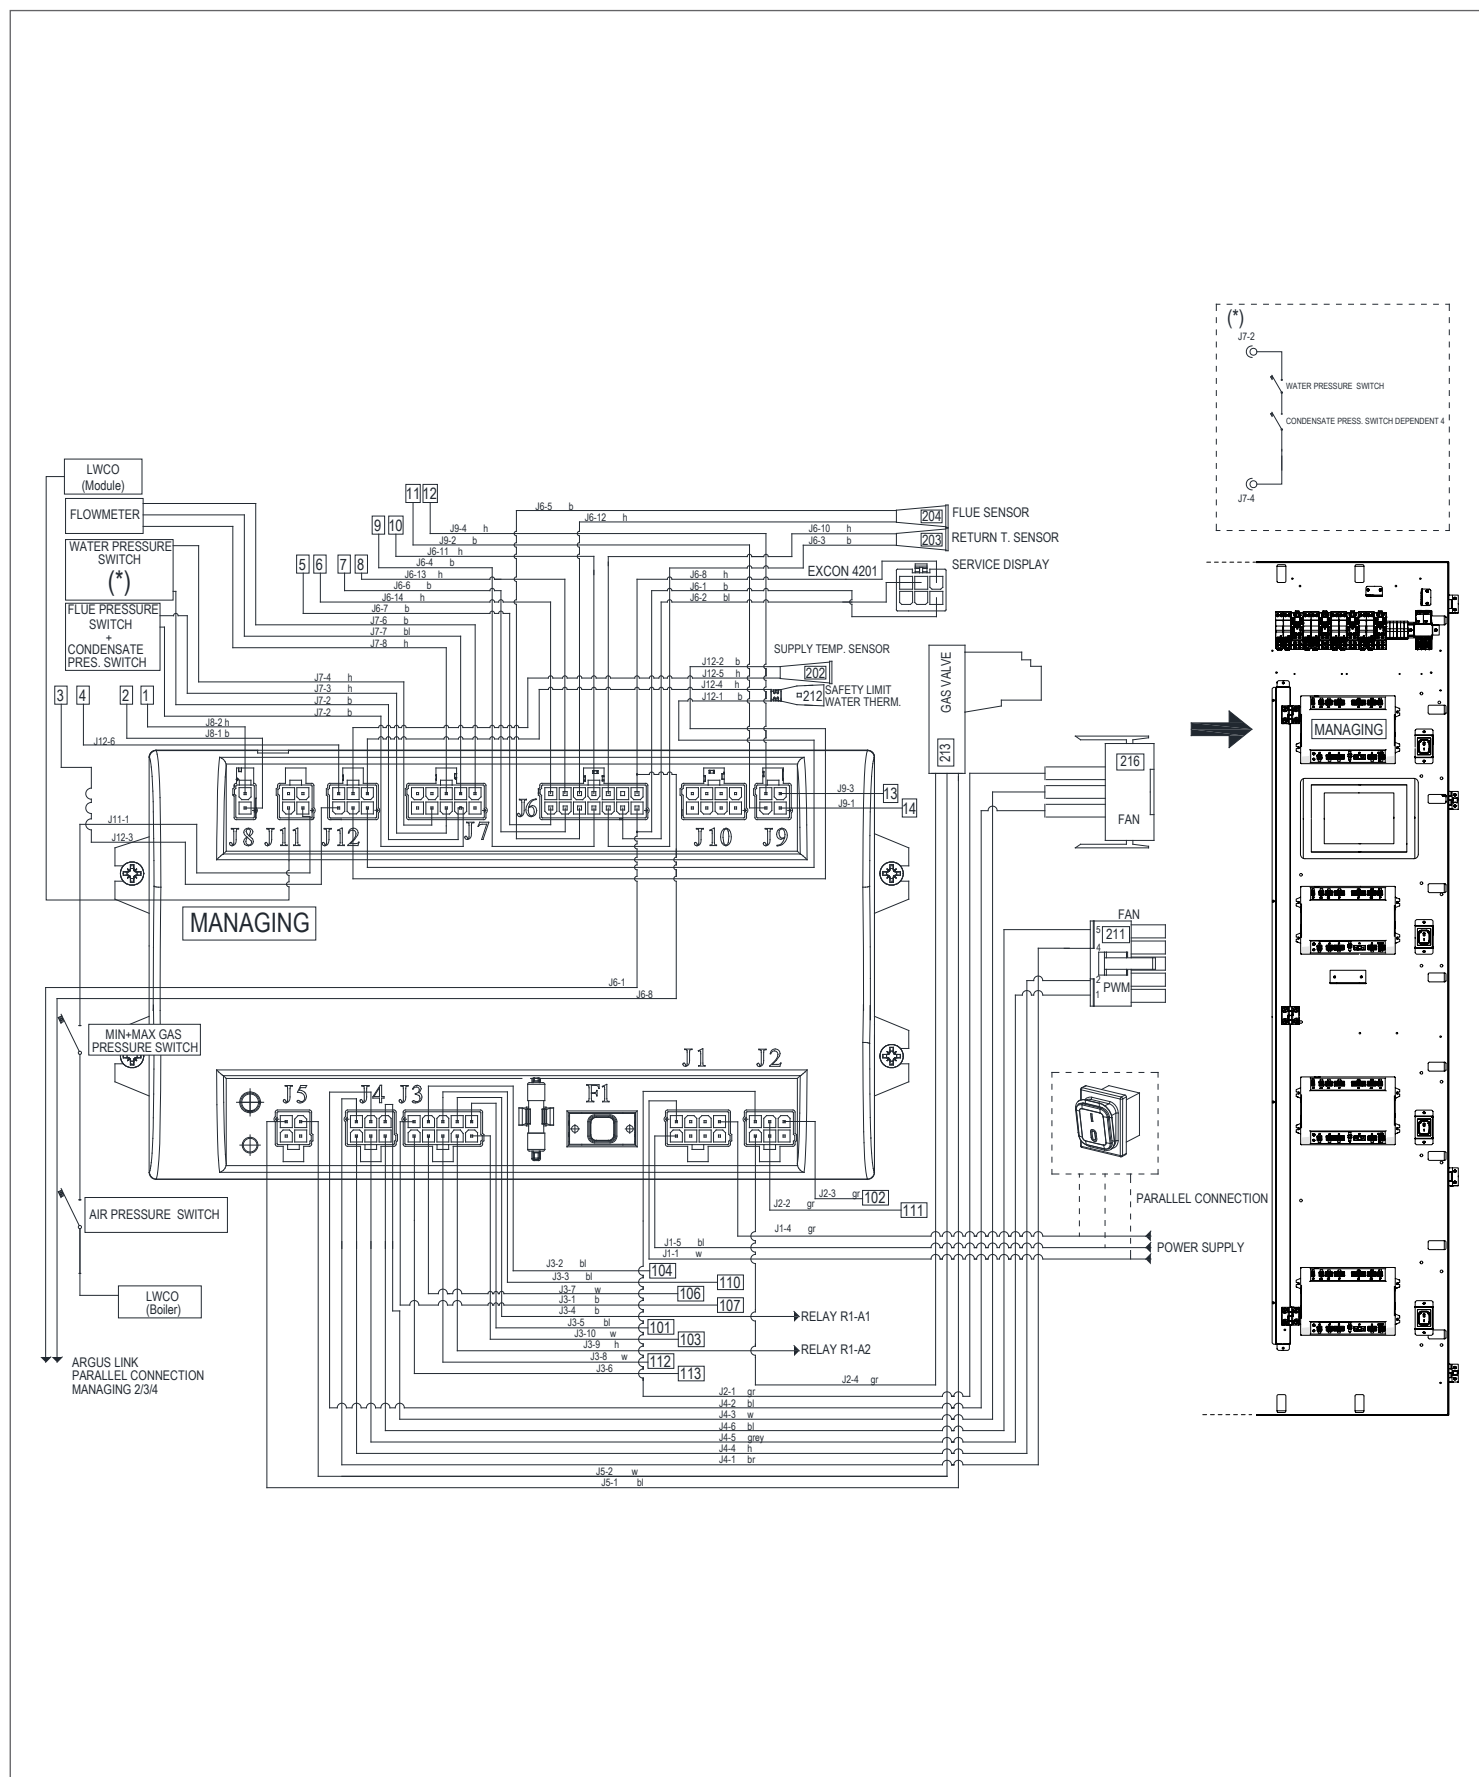 (*)
J7-2
WATER PRESSURE SWITCH
CONDENSATE PRESS. SWITCH DEPENDENT 4
J7-4
LWCO
(Module)
FLOWMETER
WATER PRESSURE
SWITCH
(*)
FLUE PRESSURE
SWITCH
+
CONDENSATE
PRES. SWITCH
3
4
2
1
5
6
7
8
9
10
11
12
J6-5 b
J6-12 h
J9-4 h
J9-2 b
J6-11 h
J6-4 b
J6-13 h
J6-6 b
J6-14 h
J6-7 b
J7-6 b
J7-7 bl
J7-8 h
J7-4 h
J7-3 h
J7-2 b
J7-2 b
J8-2 h
J8-1 b
J12-6
J11-1
J12-3
204 FLUE SENSOR
J6-10 h
J6-3 b
203 RETURN T. SENSOR
EXCON 4201
SERVICE DISPLAY
J6-8 h
J6-1 b
J6-2 bl
SUPPLY TEMP. SENSOR
J12-2 b
J12-5 h
J12-4 h
J12-1 b
202
212
SAFETY LIMIT
WATER THERM.
GAS VALVE
213
216
FAN
MANAGING
J9-3 13
J9-1 14
J8
J11
J12
J7
J6
J10
J9
MANAGING
FAN
5
211
4
2
PWM
1
J6-1
J6-8
MIN+MAX GAS
PRESSURE SWITCH
J5
J4
J3
F1
J1
J2
I
0
AIR PRESSURE SWITCH
LWCO
(Boiler)
ARGUS LINK
PARALLEL CONNECTION
MANAGING 2/3/4
J2-3 gr 102
J2-2 gr 111
PARALLEL CONNECTION
J1-4 gr
J1-5 bl
J1-1 w
POWER SUPPLY
J3-2 bl 104
J3-3 bl 110
J3-7 w 106
J3-1 b 107
J3-4 b RELAY R1-A1
J3-5 bl 101
J3-10 w 103
J3-9 h RELAY R1-A2
J3-8 w 112
J3-6 113
J2-4 gr
J2-1 gr
J4-2 bl
J4-3 w
J4-6 bl
J4-5 grey
J4-4 h
J4-1 br
J5-2 w
J5-1 bl